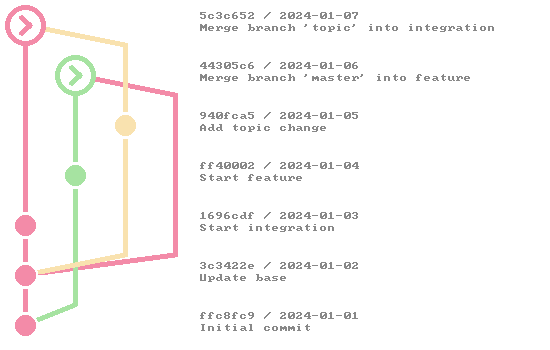 5c3c652 / 2024-01-07
Merge branch 'topic' into integration
44305c6 / 2024-01-06
Merge branch 'master' into feature
940fca5 / 2024-01-05
Add topic change
ff40002 / 2024-01-04
Start feature
1696cdf / 2024-01-03
Start integration
3c3422e / 2024-01-02
Update base
ffc8fc9 / 2024-01-01
Initial commit